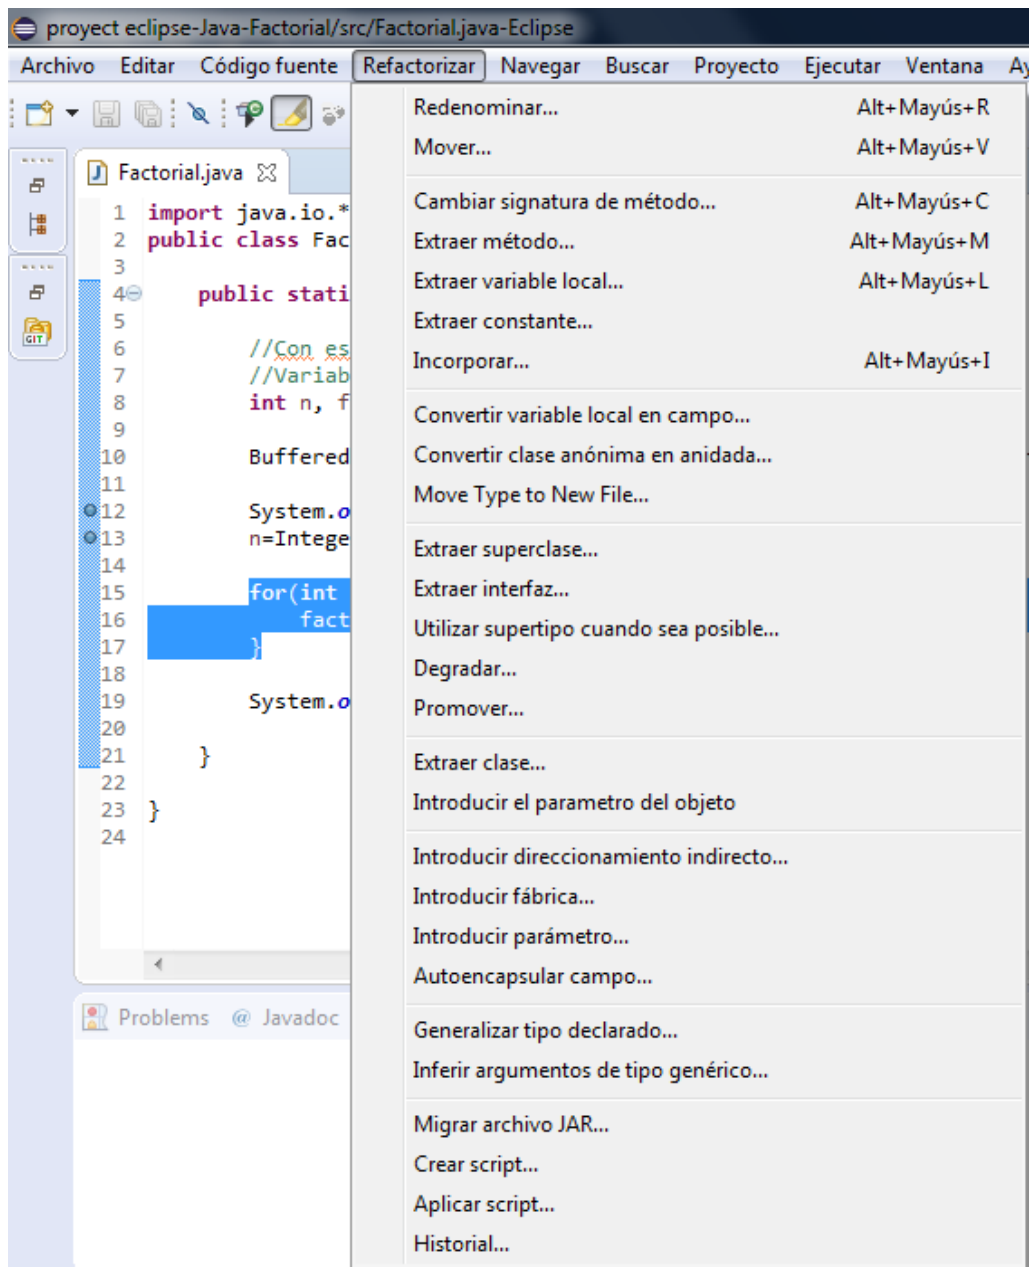 proyect eclipse-Java-Factorial/src/Factorial.java-Eclipse
Archivo Editar Código fuente Refactorizar Navegar Buscar Proyecto Ejecutar Ventana Ay
Factorial.java
1 import java.io.*
2 public class Fac
3
4 public stati
5
6 //Con es
7 //Variab
8 int n, f
9
10 Buffered
11
12 System.o
13 n=Intege
14
15 for(int
16 fact
17 }
18
19 System.o
20
21 }
22
23 }
24
GIT
Problems @ Javadoc
Redenominar... Alt+Mayús+R
Mover... Alt+Mayús+V
Cambiar signatura de método... Alt+Mayús+C
Extraer método... Alt+Mayús+M
Extraer variable local... Alt+Mayús+L
Extraer constante...
Incorporar... Alt+Mayús+I
Convertir variable local en campo...
Convertir clase anónima en anidada...
Move Type to New File...
Extraer superclase...
Extraer interfaz...
Utilizar supertipo cuando sea posible...
Degradar...
Promover...
Extraer clase...
Introducir el parametro del objeto
Introducir direccionamiento indirecto...
Introducir fábrica...
Introducir parámetro...
Autoencapsular campo...
Generalizar tipo declarado...
Inferir argumentos de tipo genérico...
Migrar archivo JAR...
Crear script...
Aplicar script...
Historial...